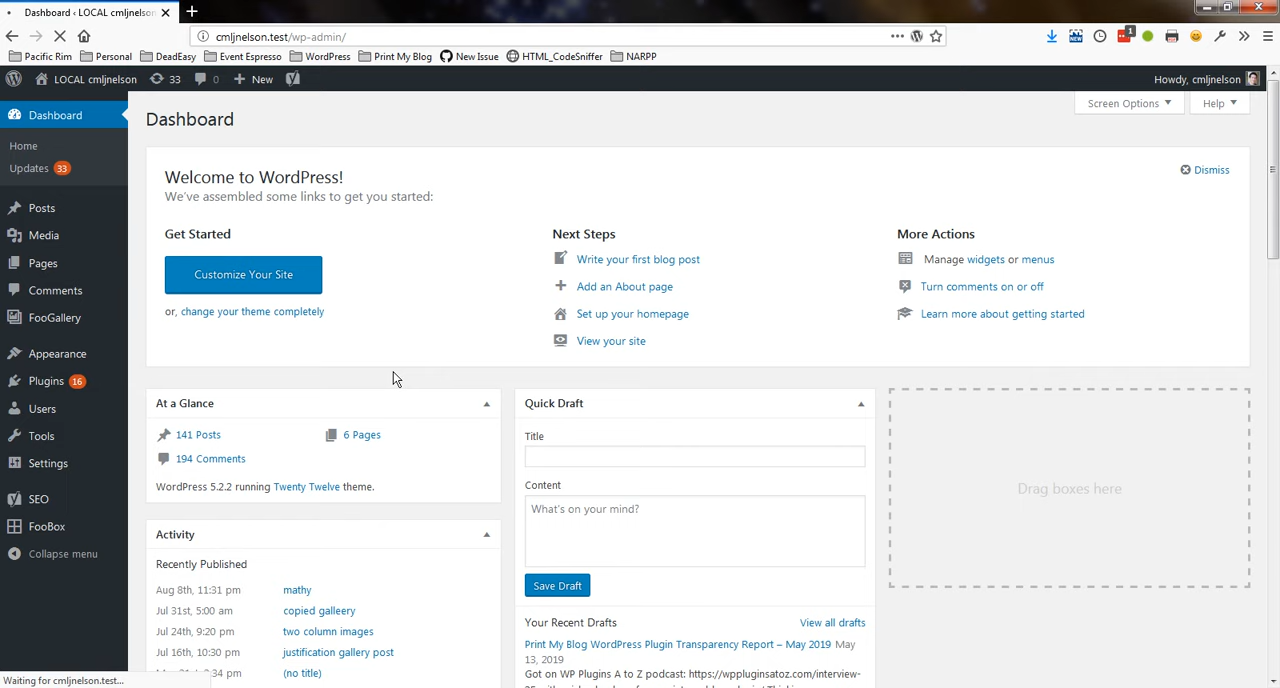 Dashboard ‹ LOCAL cmljnelson
cmljnelson.test/wp-admin/
1
Pacific Rim Personal DeadEasy Event Espresso WordPress Print My Blog New Issue HTML_CodeSniffer NARPP
LOCAL cmljnelson 33 0 New Howdy, cmljnelson
Dashboard
Home
Updates 33
Posts
Media
Pages
Comments
FooGallery
Appearance
Plugins 16
Users
Tools
Settings
SEO
FooBox
Collapse menu
Screen Options Help
Dashboard
Welcome to WordPress!
We've assembled some links to get you started:
Dismiss
Get Started
Customize Your Site
or, change your theme completely
Next Steps
Write your first blog post
Add an About page
Set up your homepage
View your site
More Actions
Manage widgets or menus
Turn comments on or off
Learn more about getting started
At a Glance
141 Posts 6 Pages
194 Comments
WordPress 5.2.2 running Twenty Twelve theme.
Activity
Recently Published
Aug 8th, 11:31 pm mathy
Jul 31st, 5:00 am copied galleery
Jul 24th, 9:20 pm two column images
Jul 16th, 10:30 pm justification gallery post
(no title)
Quick Draft
Title
Content
What's on your mind?
Save Draft
Your Recent Drafts View all drafts
Print My Blog WordPress Plugin Transparency Report – May 2019 May
13, 2019
Got on WP Plugins A to Z podcast: https://wppluginsatoz.com/interview-
Drag boxes here
Waiting for cmljnelson.test...